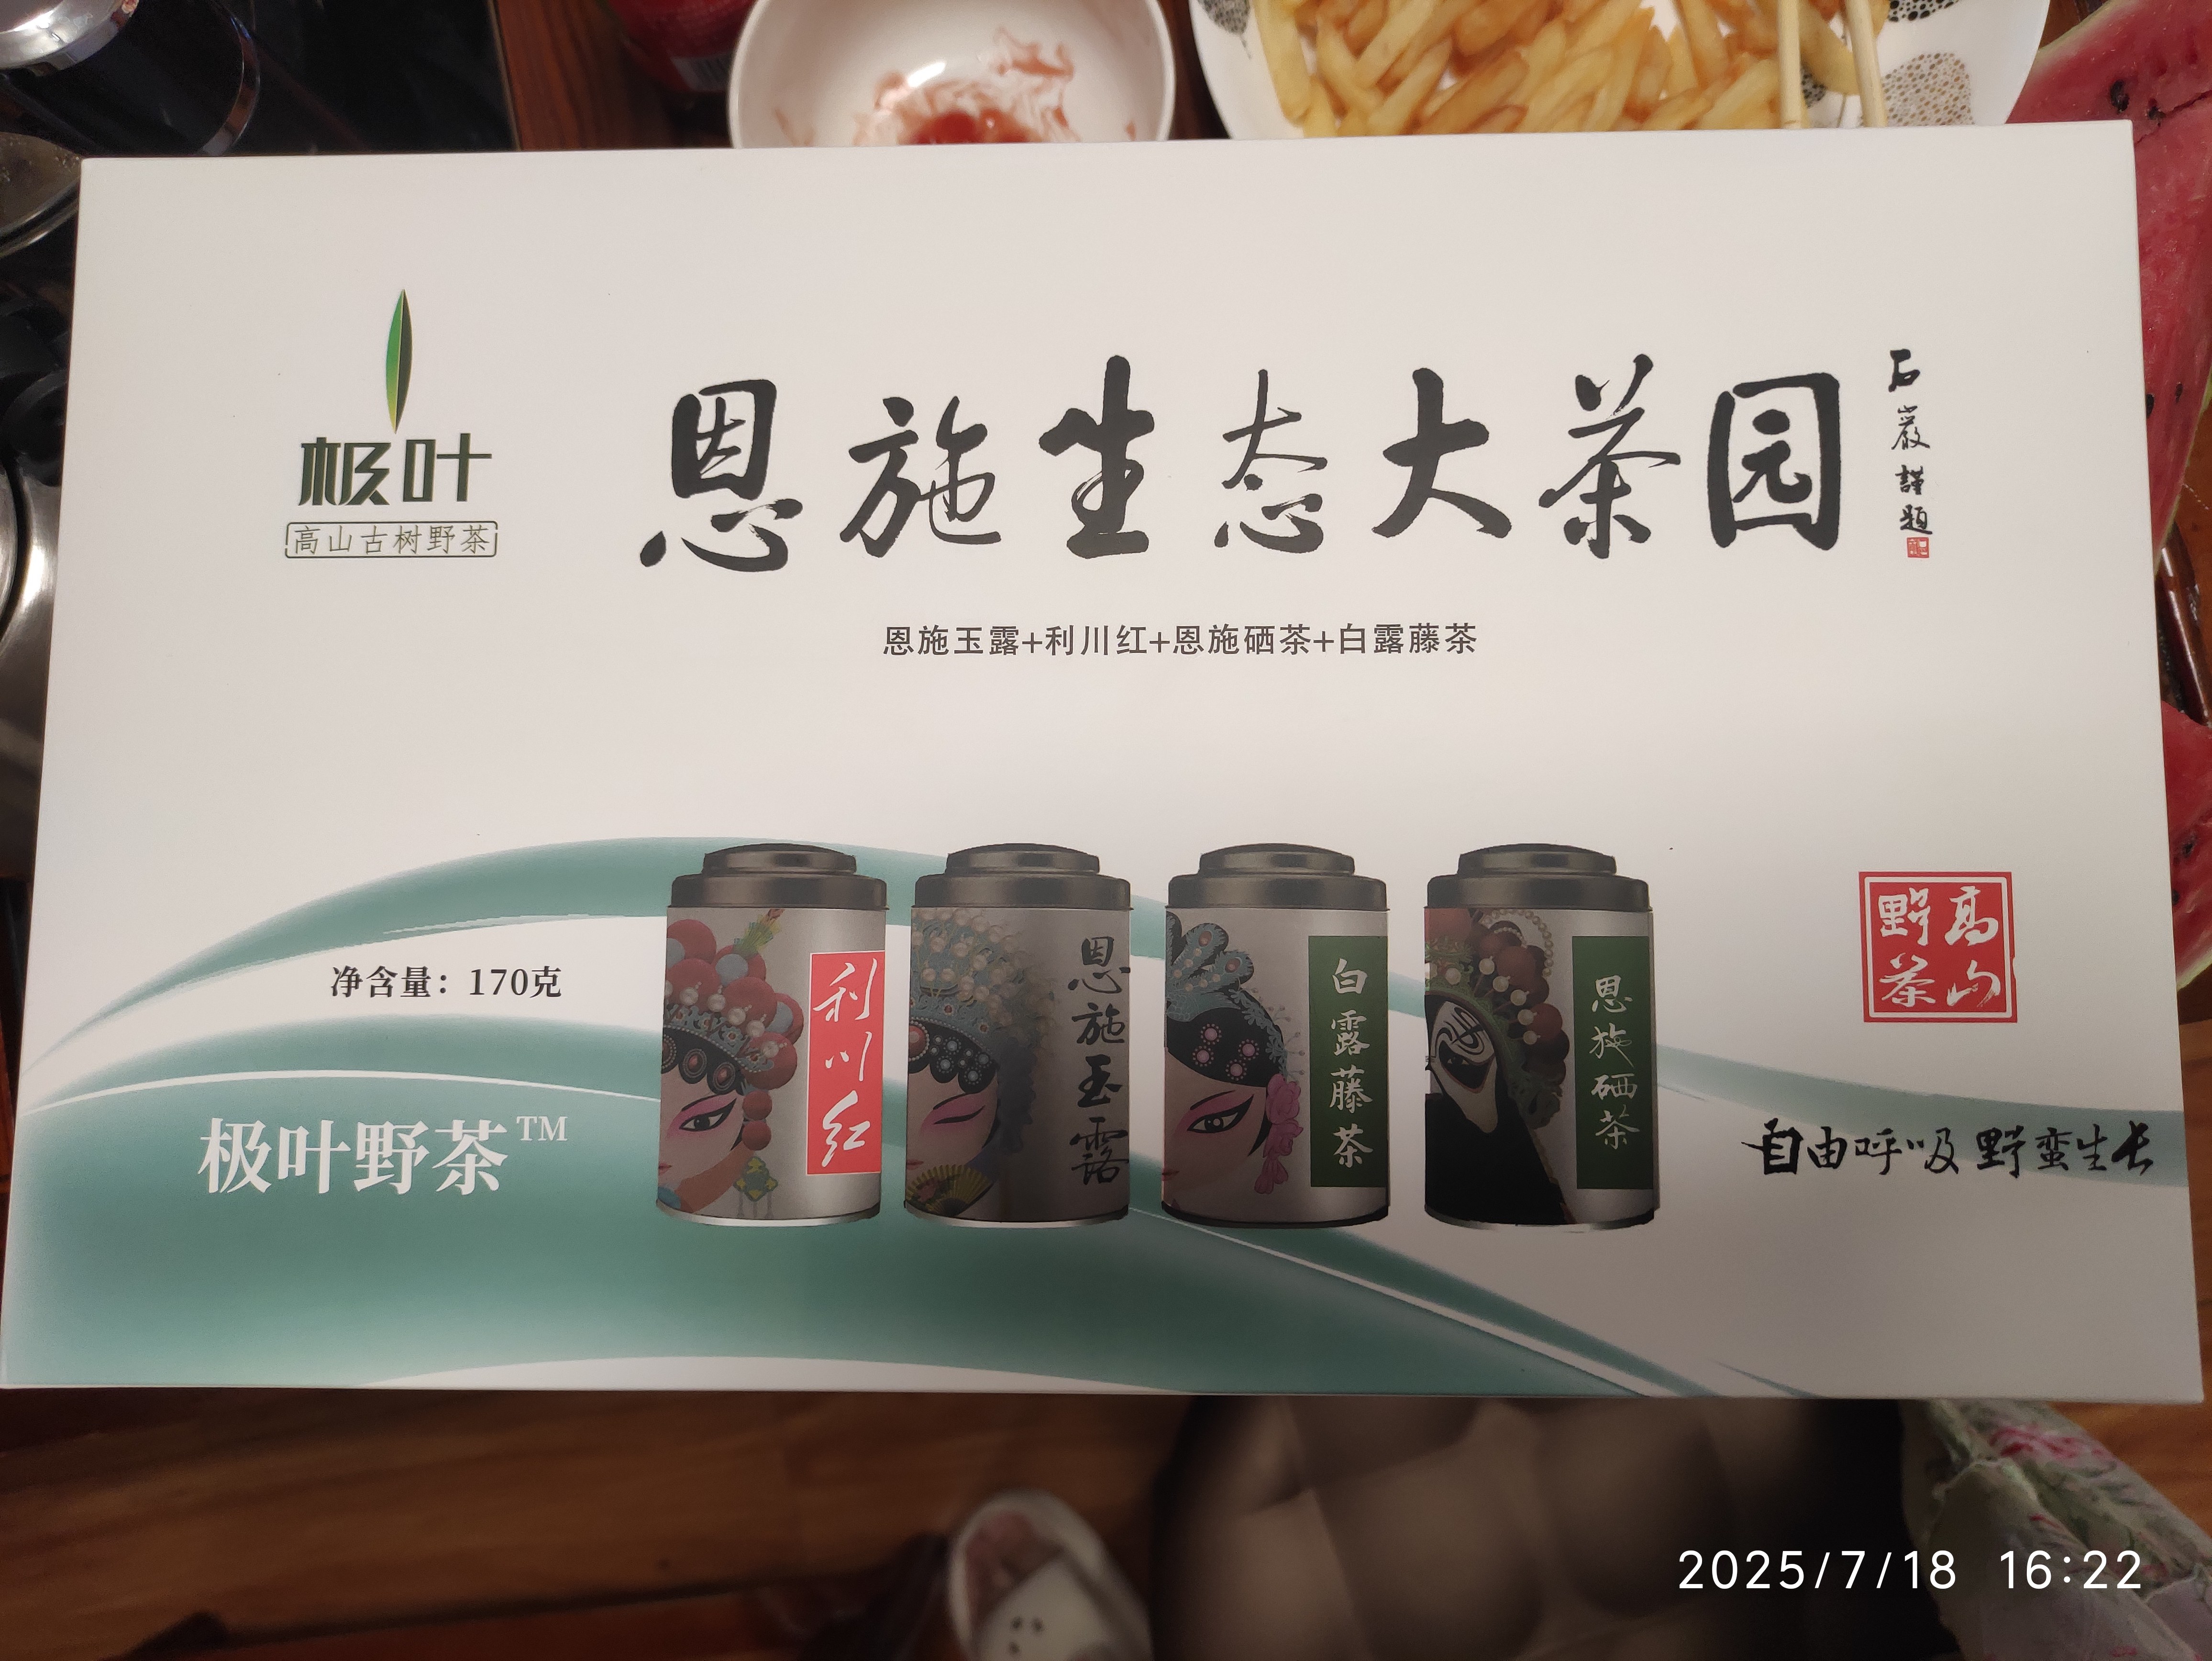 极叶
高山古树野茶
恩施生态大茶园
石巖謹題
恩施玉露+利川红+恩施硒茶+白露藤茶
净含量：170克
极叶野茶™
利川红
恩施玉露
白露藤茶
恩施硒茶
高山
野茶
自由呼吸 野蛮生长
2025/7/18 16:22